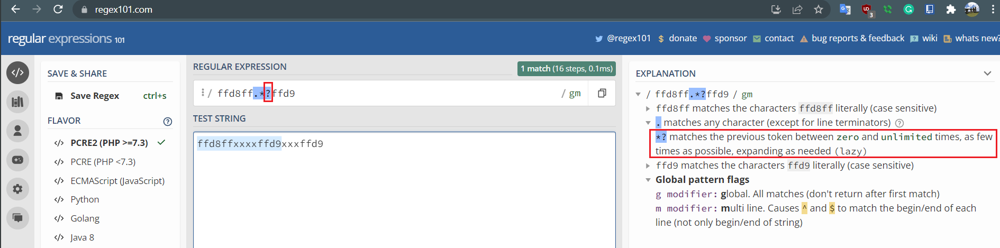 regex101.com
3
regular expressions 101
@regex101
$ donate
sponsor
contact
bug reports & feedback
wiki
whats new?
SAVE & SHARE
Save Regex ctrl+s
FLAVOR
</> PCRE2 (PHP >=7.3)
</> PCRE (PHP <7.3)
</> ECMAScript (JavaScript)
</> Python
</> Golang
</> Java 8
REGULAR EXPRESSION
1 match (16 steps, 0.1ms)
/ ffd8ff.*?ffd9 / gm
TEST STRING
ffd8ffxxxxffd9xxxffd9
EXPLANATION
/ ffd8ff.*?ffd9 / gm
ffd8ff matches the characters ffd8ff literally (case sensitive)
. matches any character (except for line terminators)
*? matches the previous token between zero and unlimited times, as few
times as possible, expanding as needed (lazy)
ffd9 matches the characters ffd9 literally (case sensitive)
Global pattern flags
g modifier: global. All matches (don't return after first match)
m modifier: multi line. Causes ^ and $ to match the begin/end of each
line (not only begin/end of string)